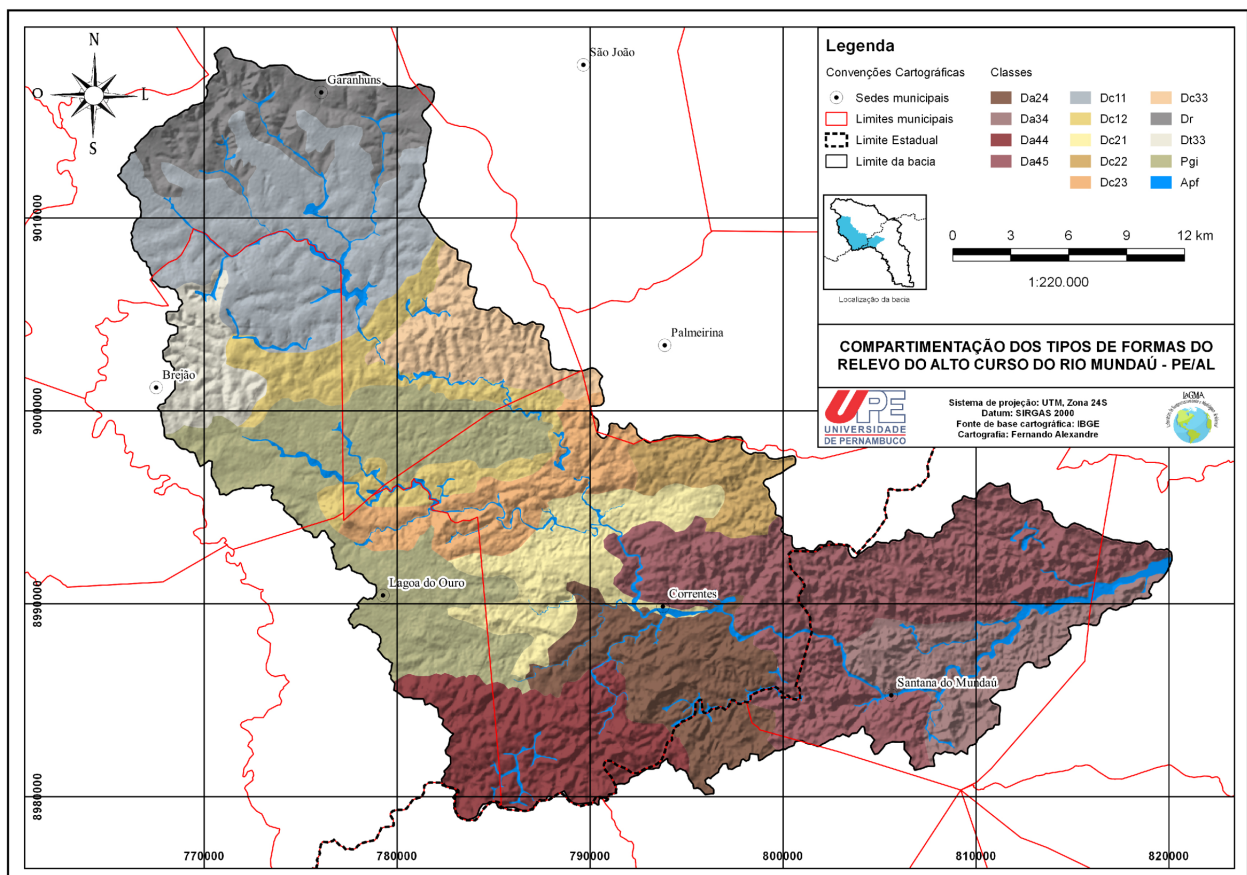 N
O
L
S
São João
Garanhuns
Palmeirina
Brejão
Lagoa do Ouro
Correntes
Santana do Mundaú
9010000
9000000
8990000
8980000
770000
780000
790000
800000
810000
820000
Legenda
Convenções Cartográficas
Sedes municipais
Limites municipais
Limite Estadual
Limite da bacia
Classes
Da24
Da34
Da44
Da45
Dc11
Dc12
Dc21
Dc22
Dc23
Dc33
Dr
Dt33
Pgi
Apf
Localização da bacia
0 3 6 9 12 km
1:220.000
COMPARTIMENTAÇÃO DOS TIPOS DE FORMAS DO
RELEVO DO ALTO CURSO DO RIO MUNDAÚ - PE/AL
UPE
UNIVERSIDADE
DE PERNAMBUCO
Sistema de projeção: UTM, Zona 24S
Datum: SIRGAS 2000
Fonte de base cartográfica: IBGE
Cartografia: Fernando Alexandre
LAGMA